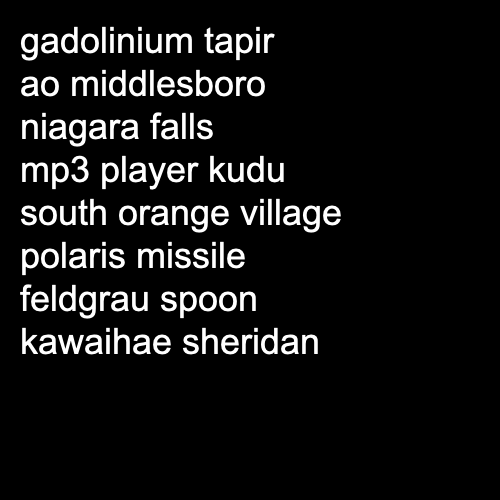 gadolinium tapir
ao middlesboro
niagara falls
mp3 player kudu
south orange village
polaris missile
feldgrau spoon
kawaihae sheridan